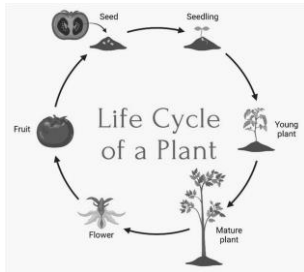 Seed
Seedling
Life Cycle
of a Plant
Fruit
Young
plant
Flower
Mature
plant